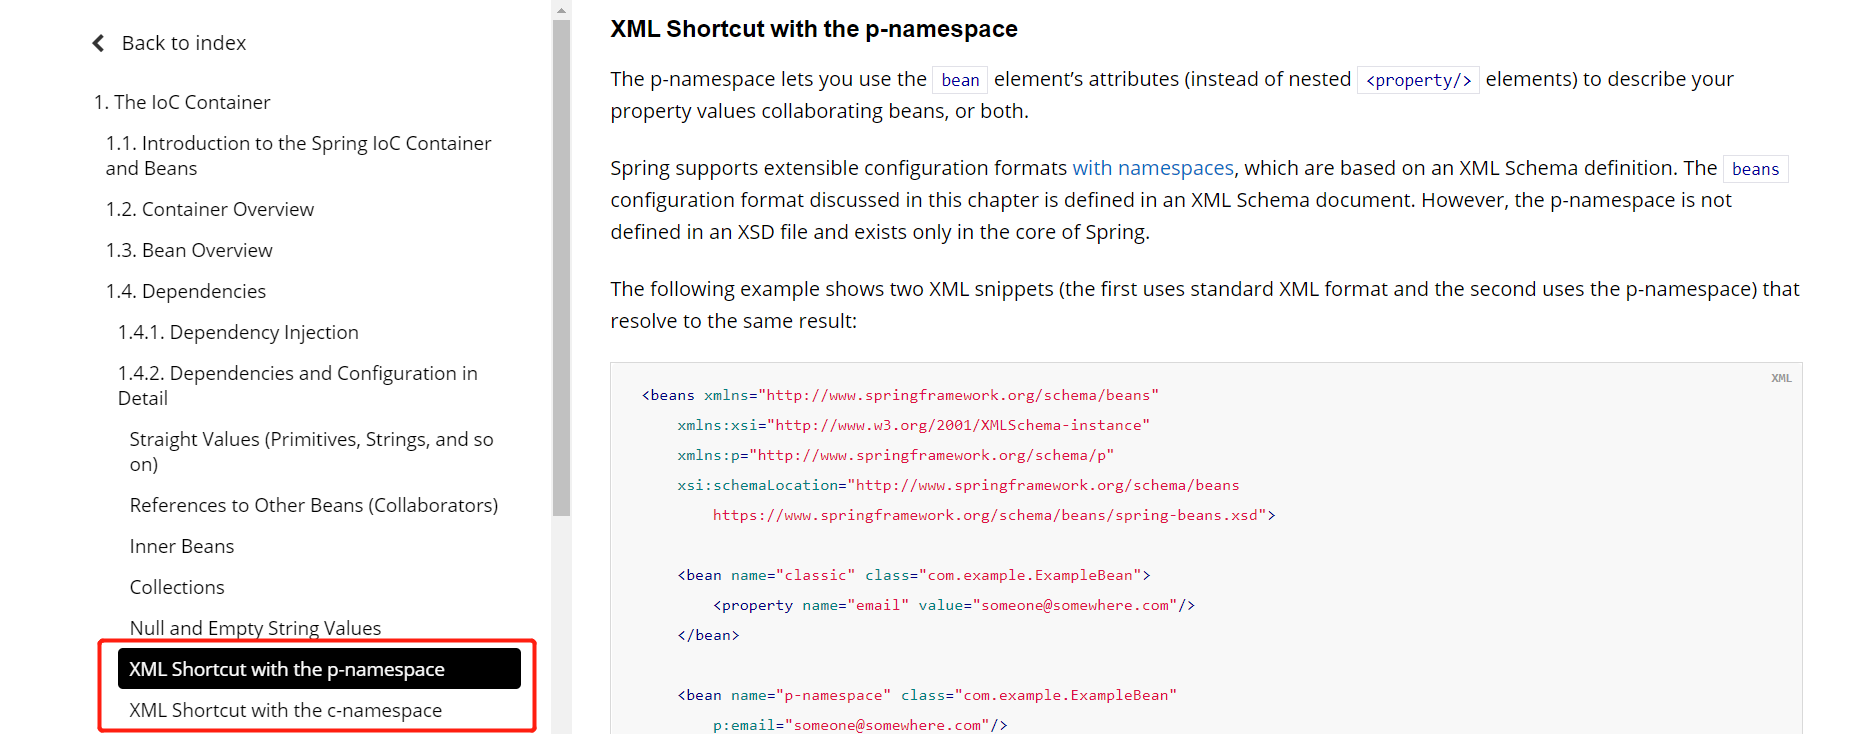 Back to index
1. The IoC Container
1.1. Introduction to the Spring IoC Container
and Beans
1.2. Container Overview
1.3. Bean Overview
1.4. Dependencies
1.4.1. Dependency Injection
1.4.2. Dependencies and Configuration in
Detail
Straight Values (Primitives, Strings, and so
on)
References to Other Beans (Collaborators)
Inner Beans
Collections
Null and Empty String Values
XML Shortcut with the p-namespace
XML Shortcut with the c-namespace
XML Shortcut with the p-namespace
The p-namespace lets you use the bean element’s attributes (instead of nested <property/> elements) to describe your
property values collaborating beans, or both.
Spring supports extensible configuration formats with namespaces, which are based on an XML Schema definition. The beans
configuration format discussed in this chapter is defined in an XML Schema document. However, the p-namespace is not
defined in an XSD file and exists only in the core of Spring.
The following example shows two XML snippets (the first uses standard XML format and the second uses the p-namespace) that
resolve to the same result:
XML
<beans xmlns="http://www.springframework.org/schema/beans"
xmlns:xsi="http://www.w3.org/2001/XMLSchema-instance"
xmlns:p="http://www.springframework.org/schema/p"
xsi:schemaLocation="http://www.springframework.org/schema/beans
https://www.springframework.org/schema/beans/spring-beans.xsd">
<bean name="classic" class="com.example.ExampleBean">
<property name="email" value="someone@somewhere.com"/>
</bean>
<bean name="p-namespace" class="com.example.ExampleBean"
p:email="someone@somewhere.com"/>